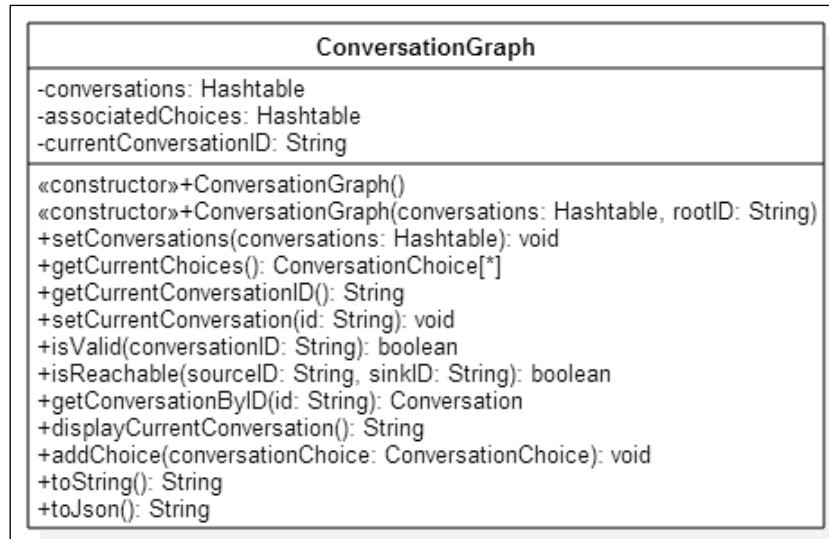 ConversationGraph
-conversations: Hashtable
-associatedChoices: Hashtable
-currentConversationID: String
«constructor»+ConversationGraph()
«constructor»+ConversationGraph(conversations: Hashtable, rootID: String)
+setConversations(conversations: Hashtable): void
+getCurrentChoices(): ConversationChoice[*]
+getCurrentConversationID(): String
+setCurrentConversation(id: String): void
+isValid(conversationID: String): boolean
+isReachable(sourceID: String, sinkID: String): boolean
+getConversationByID(id: String): Conversation
+displayCurrentConversation(): String
+addChoice(conversationChoice: ConversationChoice): void
+toString(): String
+toJson(): String